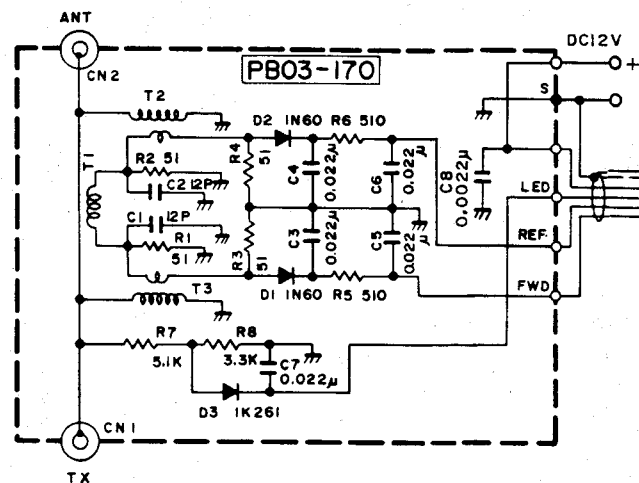 ANT
DC12V
CN2
PB03-170
+
T2
S
D2 1N60 R6 510
T1
R2 51
R4
51
C4
0.022μ
C6
0.022
μ
C8
0.0022μ
C2 12P
LED
C1 12P
R1
51
R3
51
C3
0.022μ
C5
0.022
μ
REF.
T3
D1 1N60 R5 510
FWD
R7
5.1K
R8
3.3K
C7
0.022μ
D3 1K261
CN1
TX